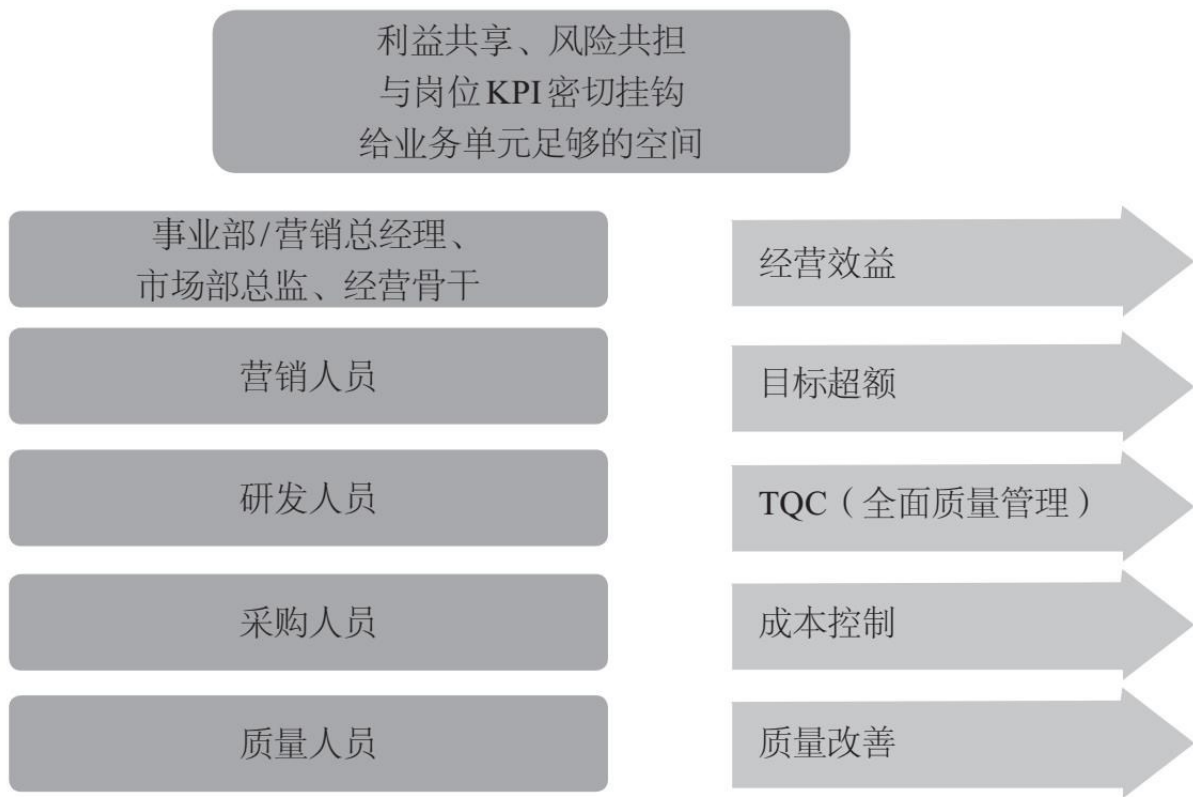 利益共享、风险共担
与岗位KPI密切挂钩
给业务单元足够的空间
事业部/营销总经理、
市场部总监、经营骨干
经营效益
营销人员
目标超额
研发人员
TQC（全面质量管理）
采购人员
成本控制
质量人员
质量改善